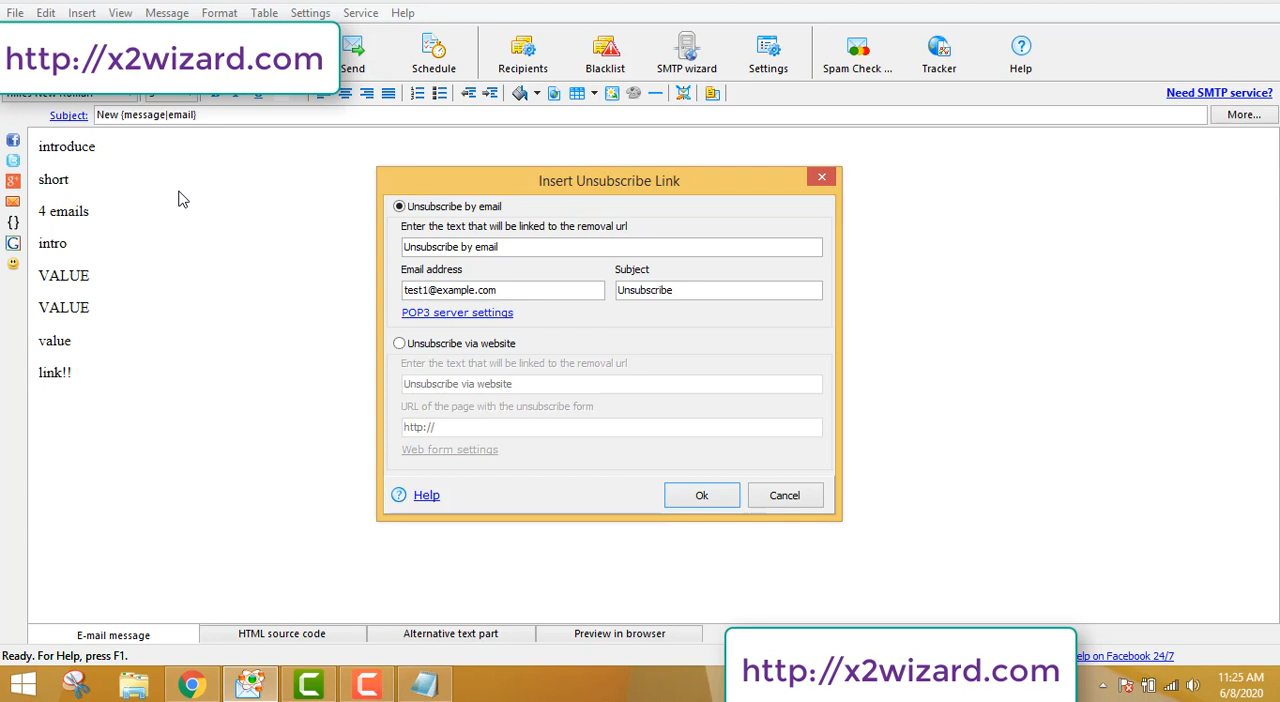 File Edit Insert View Message Format Table Settings Service Help
http://x2wizard.com
Send Schedule Recipients Blacklist SMTP wizard Settings Spam Check ... Tracker Help
Need SMTP service?
Subject: New {message|email} More...
introduce
short
4 emails
intro
VALUE
VALUE
value
link!!
Insert Unsubscribe Link
Unsubscribe by email
Enter the text that will be linked to the removal url
Unsubscribe by email
Email address Subject
test1@example.com Unsubscribe
POP3 server settings
Unsubscribe via website
Enter the text that will be linked to the removal url
Unsubscribe via website
URL of the page with the unsubscribe form
http://
Web form settings
Help Ok Cancel
E-mail message HTML source code Alternative text part Preview in browser
Ready. For Help, press F1.
http://x2wizard.com
on Facebook 24/7
11:25 AM
6/8/2020